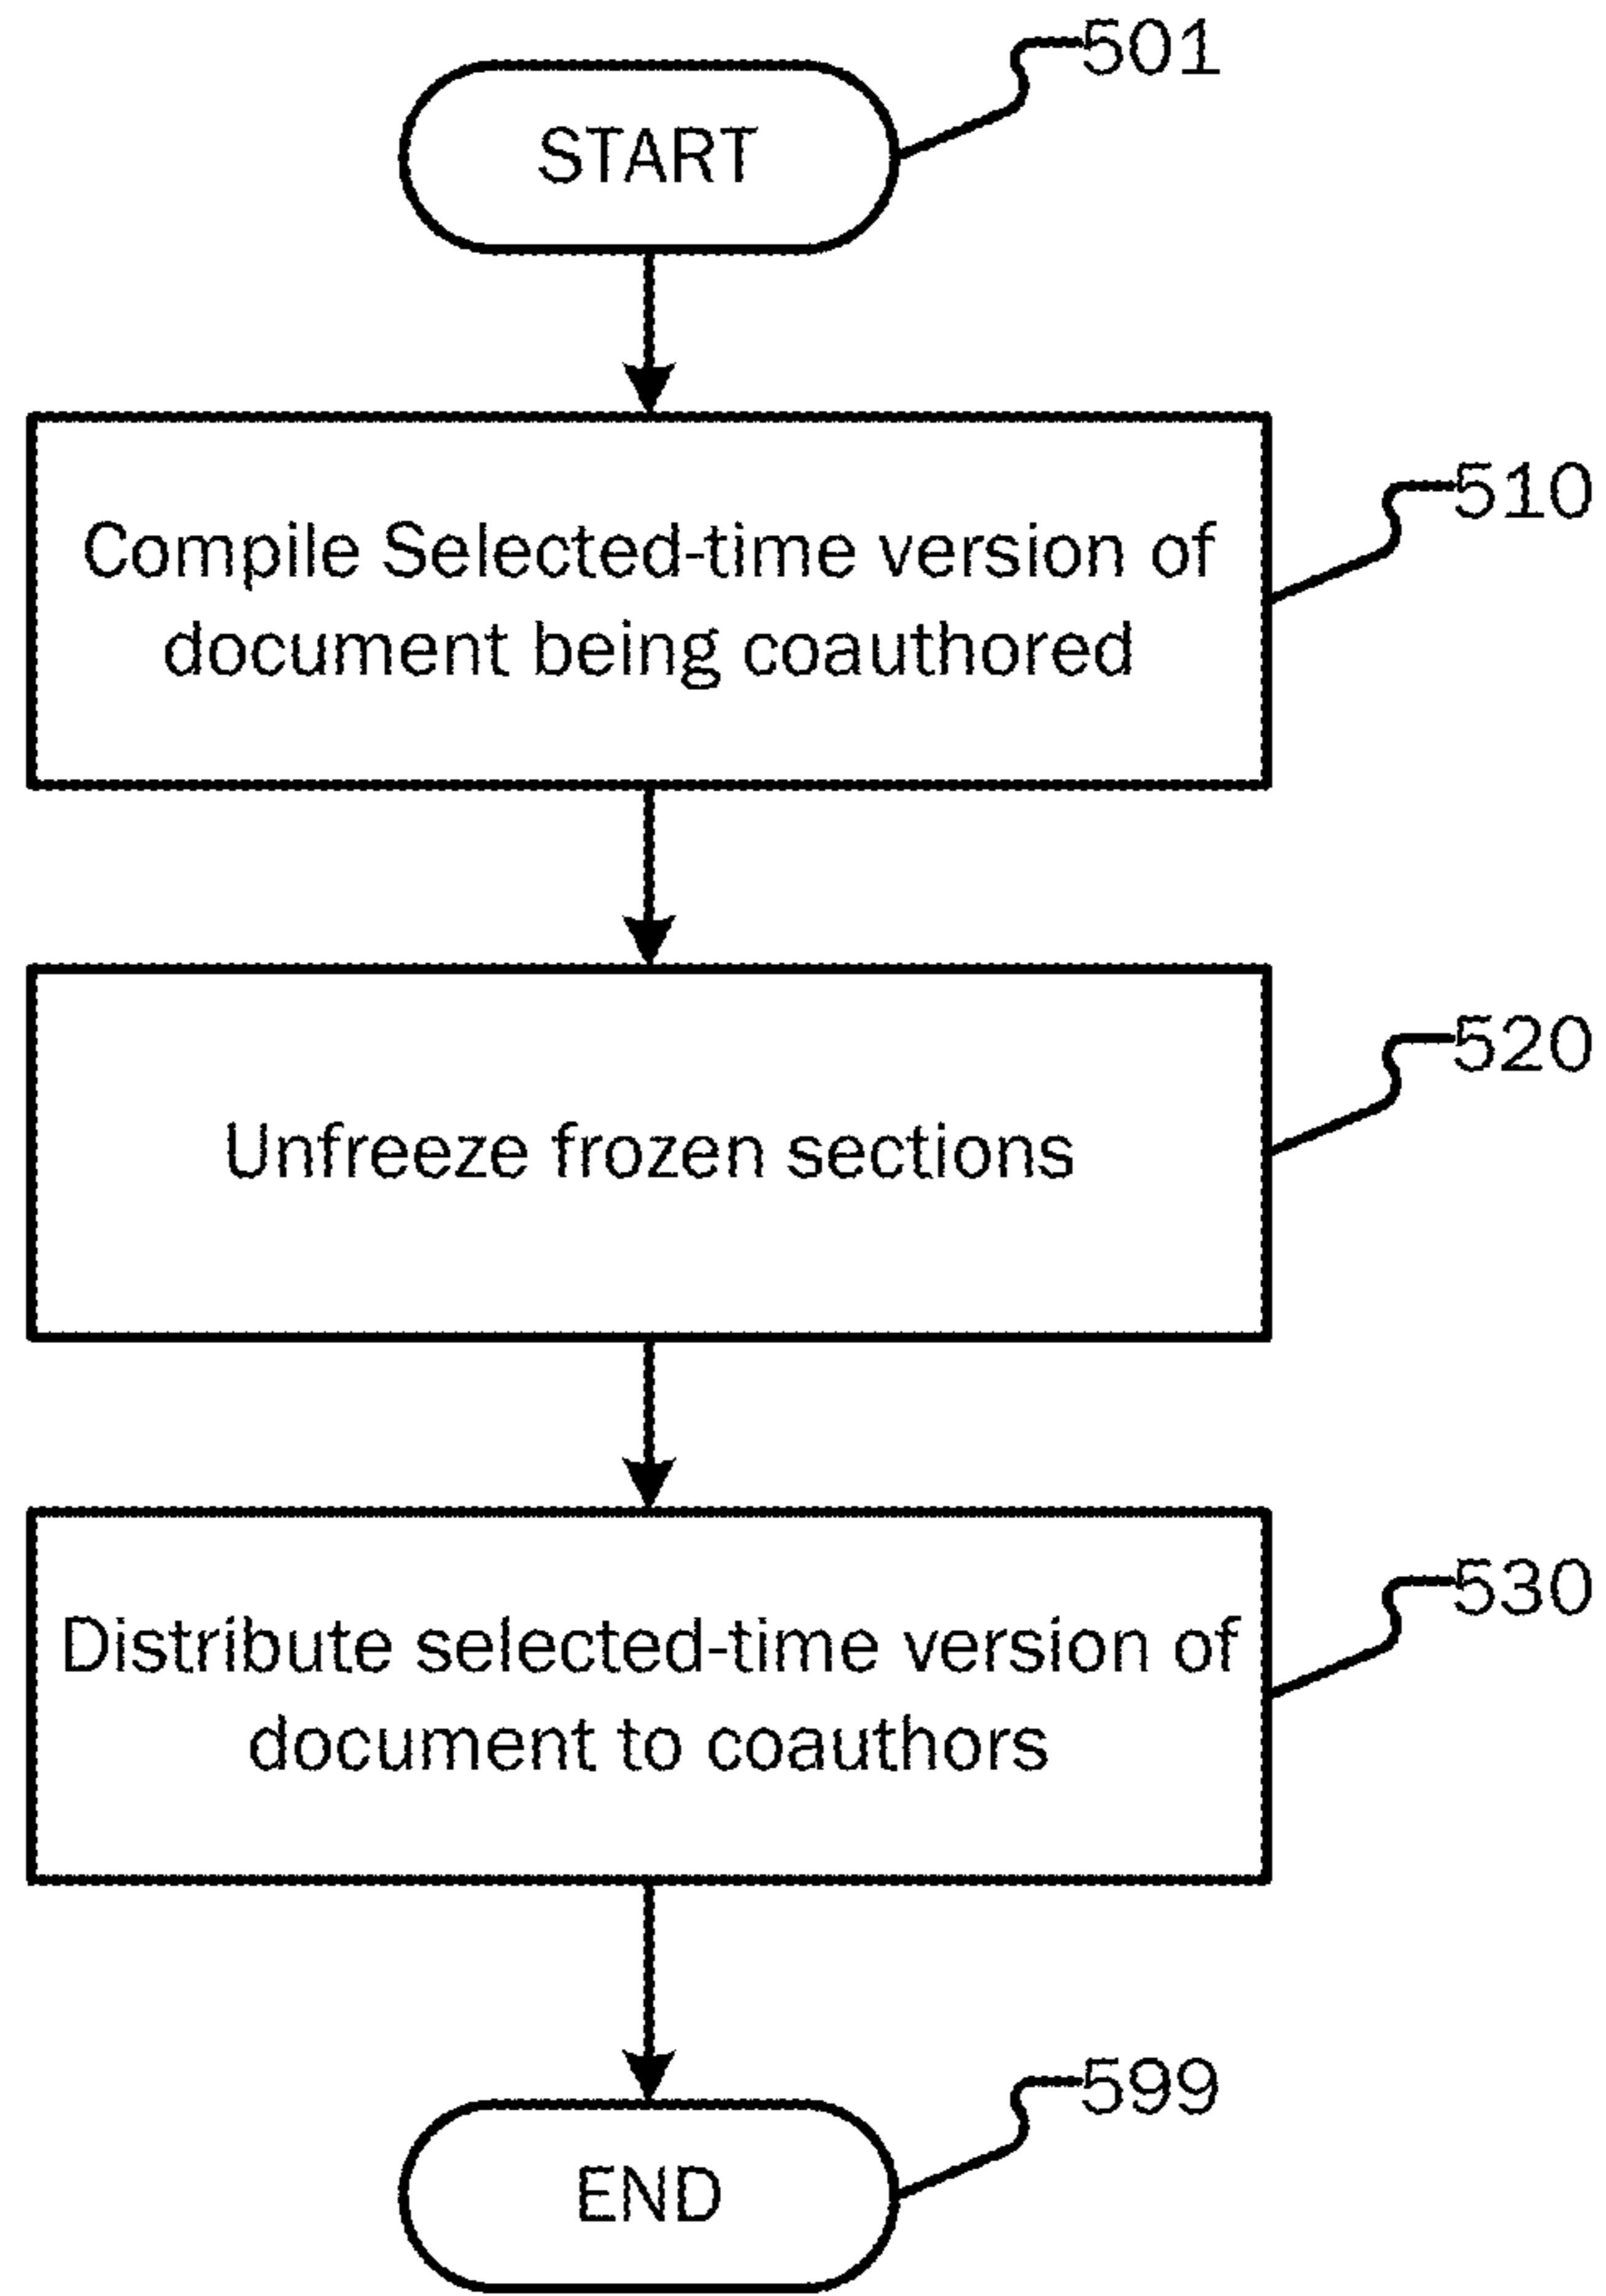 501
START
510
Compile Selected-time version of
document being coauthored
520
Unfreeze frozen sections
530
Distribute selected-time version of
document to coauthors
599
END